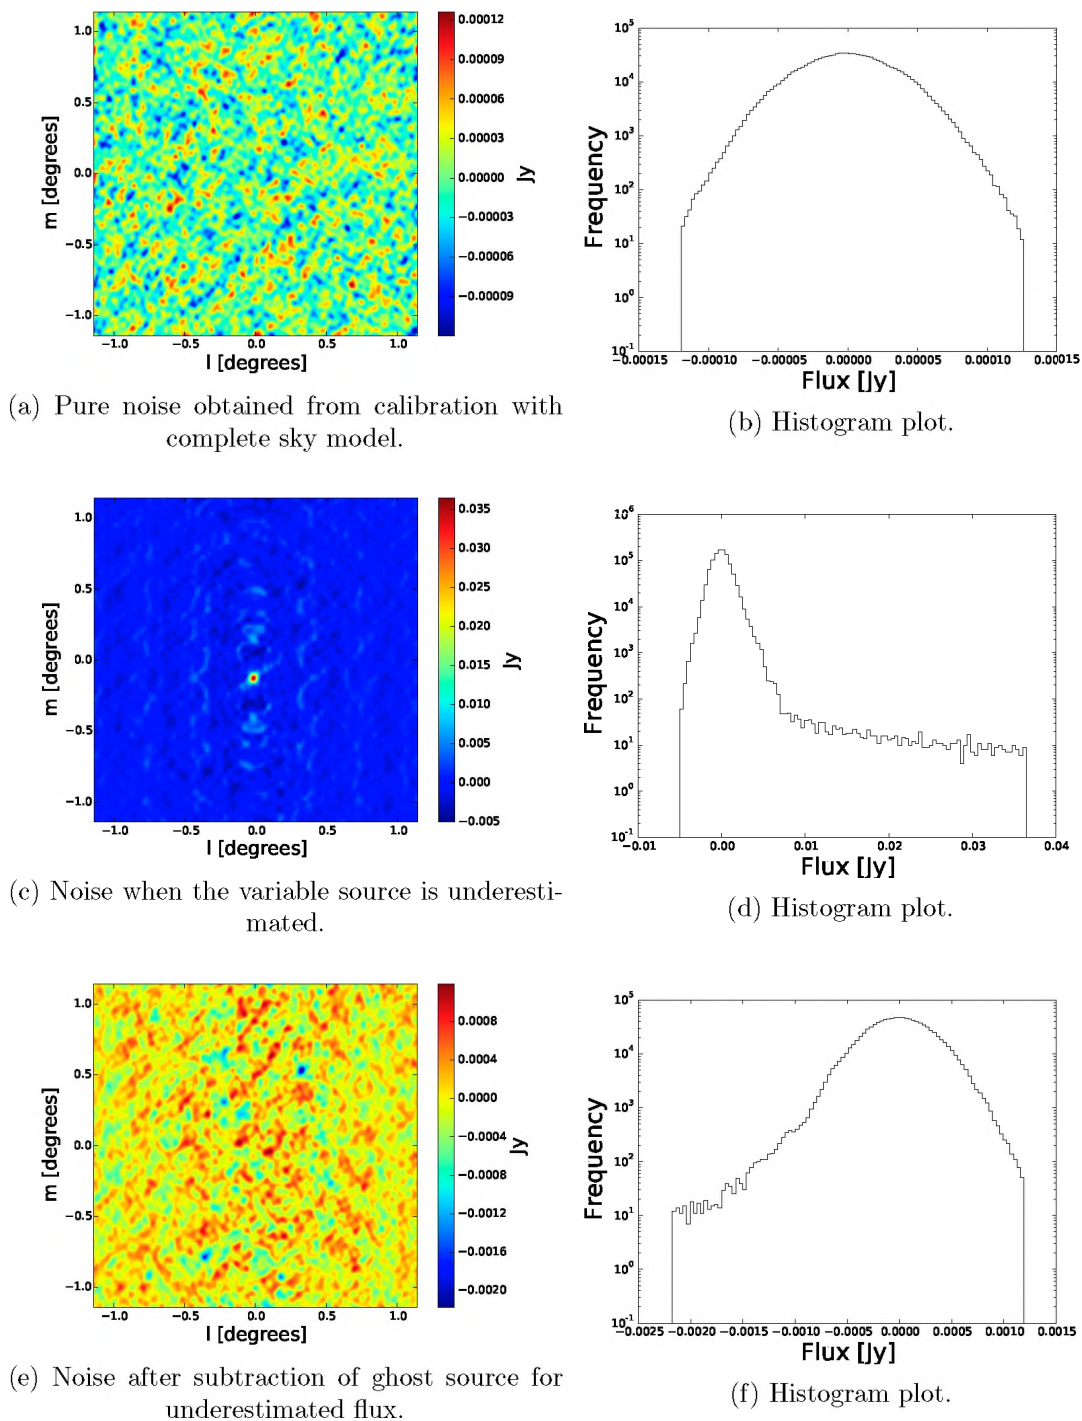 1.0
0.5
0.0
−0.5
−1.0
m [degrees]
−1.0 −0.5 0.0 0.5 1.0
l [degrees]
0.00012
0.00009
0.00006
0.00003
0.00000
−0.00003
−0.00006
−0.00009
Jy
10^5
10^4
10^3
10^2
10^1
10^0
10^-1
Frequency
−0.00015 −0.00010 −0.00005 0.00000 0.00005 0.00010 0.00015
Flux [Jy]
(a) Pure noise obtained from calibration with
complete sky model.
(b) Histogram plot.
1.0
0.5
0.0
−0.5
−1.0
m [degrees]
−1.0 −0.5 0.0 0.5 1.0
l [degrees]
0.035
0.030
0.025
0.020
0.015
0.010
0.005
0.000
−0.005
Jy
10^6
10^5
10^4
10^3
10^2
10^1
10^0
10^-1
Frequency
−0.01 0.00 0.01 0.02 0.03 0.04
Flux [Jy]
(c) Noise when the variable source is underesti-
mated.
(d) Histogram plot.
1.0
0.5
0.0
−0.5
−1.0
m [degrees]
−1.0 −0.5 0.0 0.5 1.0
l [degrees]
0.0008
0.0004
0.0000
−0.0004
−0.0008
−0.0012
−0.0016
−0.0020
Jy
10^5
10^4
10^3
10^2
10^1
10^0
10^-1
Frequency
−0.0025 −0.0020 −0.0015 −0.0010 −0.0005 0.0000 0.0005 0.0010 0.0015
Flux [Jy]
(e) Noise after subtraction of ghost source for
underestimated flux.
(f) Histogram plot.